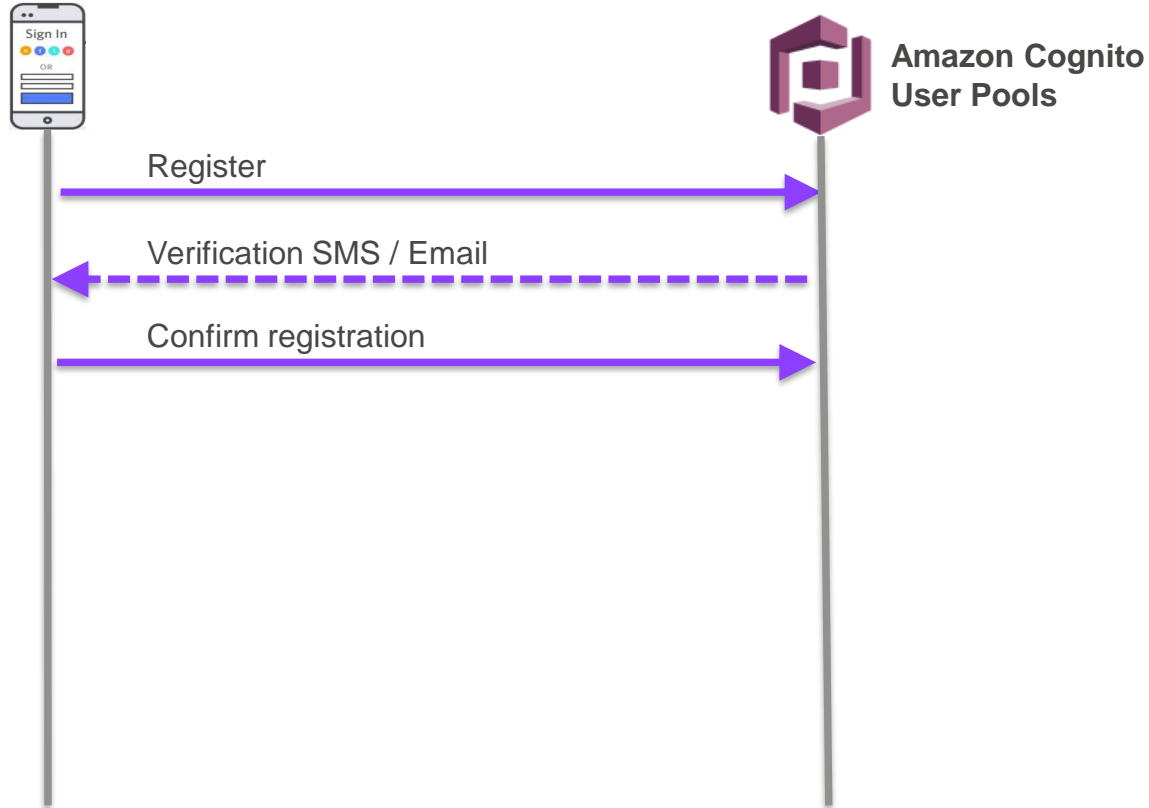 Sign In
OR
Amazon Cognito
User Pools
Register
Verification SMS / Email
Confirm registration